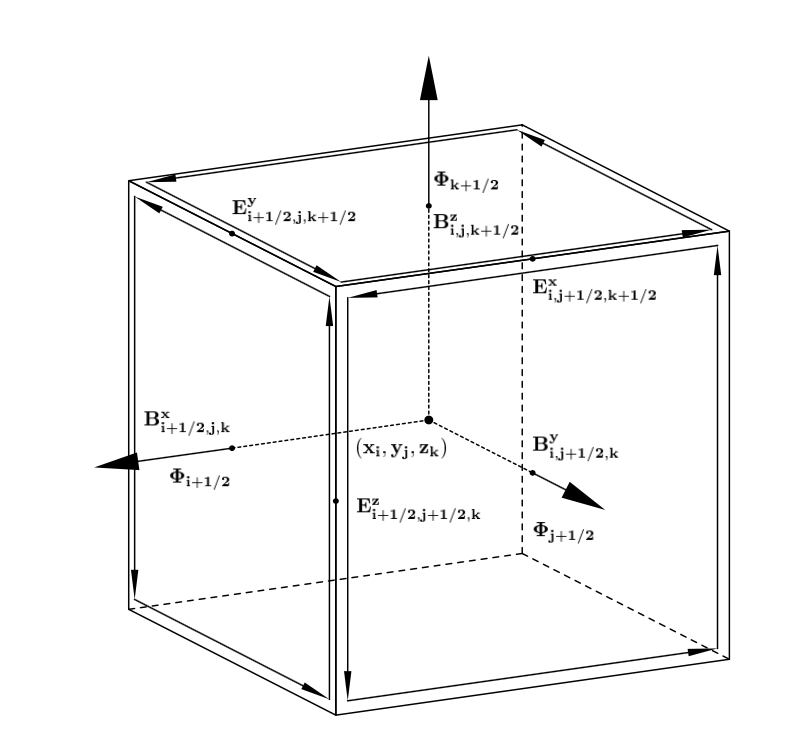 Φ_{k+1/2}
E^y_{i+1/2,j,k+1/2}
B^z_{i,j,k+1/2}
E^x_{i,j+1/2,k+1/2}
B^x_{i+1/2,j,k}
(x_i, y_j, z_k)
B^y_{i,j+1/2,k}
Φ_{i+1/2}
E^z_{i+1/2,j+1/2,k}
Φ_{j+1/2}